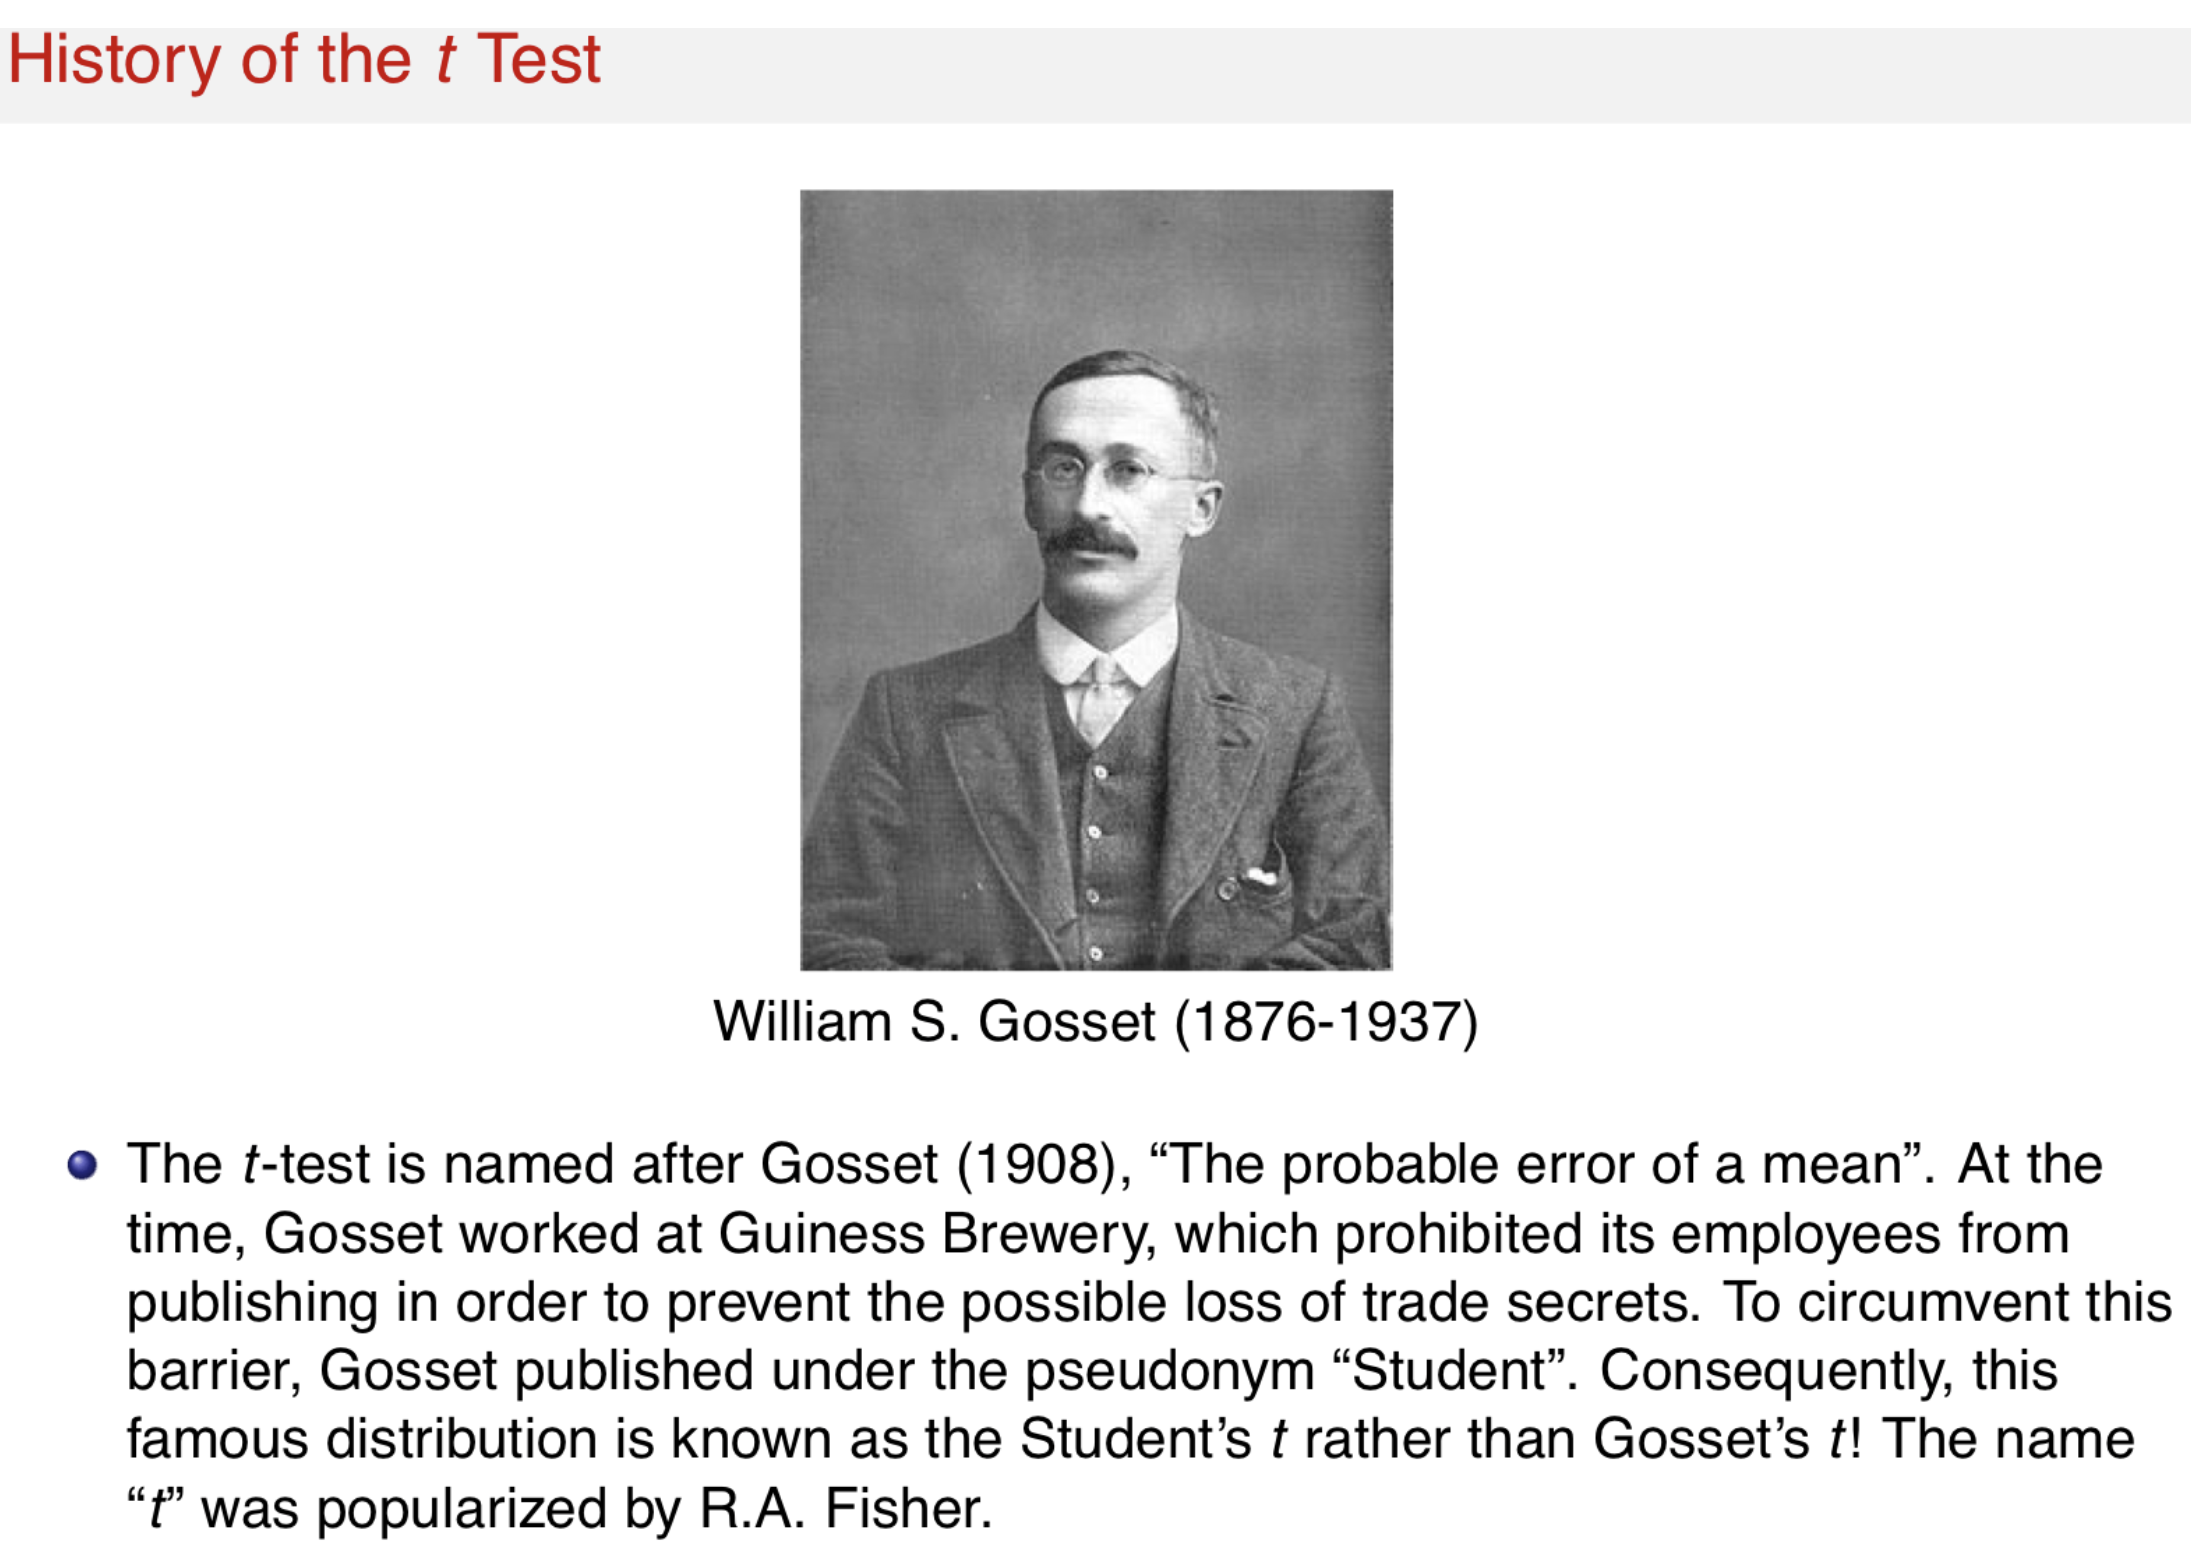 History of the t Test
William S. Gosset (1876-1937)
The t-test is named after Gosset (1908), “The probable error of a mean”. At the
time, Gosset worked at Guiness Brewery, which prohibited its employees from
publishing in order to prevent the possible loss of trade secrets. To circumvent this
barrier, Gosset published under the pseudonym “Student”. Consequently, this
famous distribution is known as the Student’s t rather than Gosset’s t! The name
“t” was popularized by R.A. Fisher.